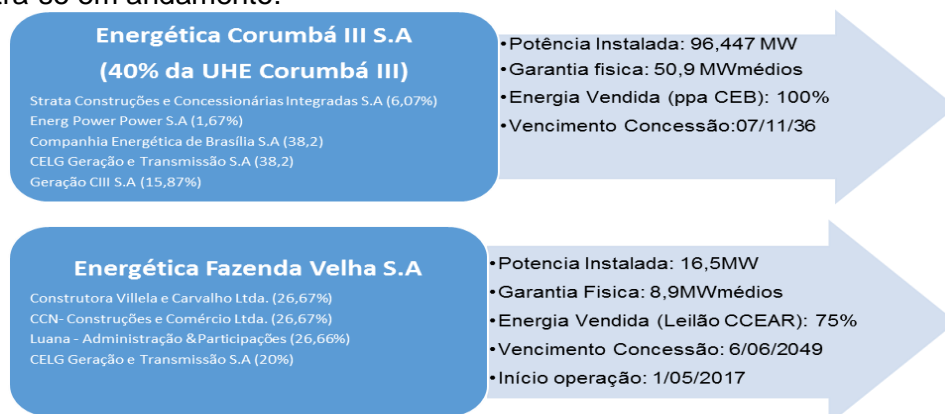 ra-se em andamento.
Energética Corumbá III S.A
(40% da UHE Corumbá III)
Strata Construções e Concessionárias Integradas S.A (6,07%)
Energ Power Power S.A (1,67%)
Companhia Energética de Brasília S.A (38,2)
CELG Geração e Transmissão S.A (38,2)
Geração CIII S.A (15,87%)
•Potência Instalada: 96,447 MW
•Garantia fisica: 50,9 MWmédios
•Energia Vendida (ppa CEB): 100%
•Vencimento Concessão:07/11/36
Energética Fazenda Velha S.A
Construtora Villela e Carvalho Ltda. (26,67%)
CCN- Construções e Comércio Ltda. (26,67%)
Luana - Administração &Participações (26,66%)
CELG Geração e Transmissão S.A (20%)
•Potencia Instalada: 16,5MW
•Garantia Fisica: 8,9MWmédios
•Energia Vendida (Leilão CCEAR): 75%
•Vencimento Concessão: 6/06/2049
•Início operação: 1/05/2017